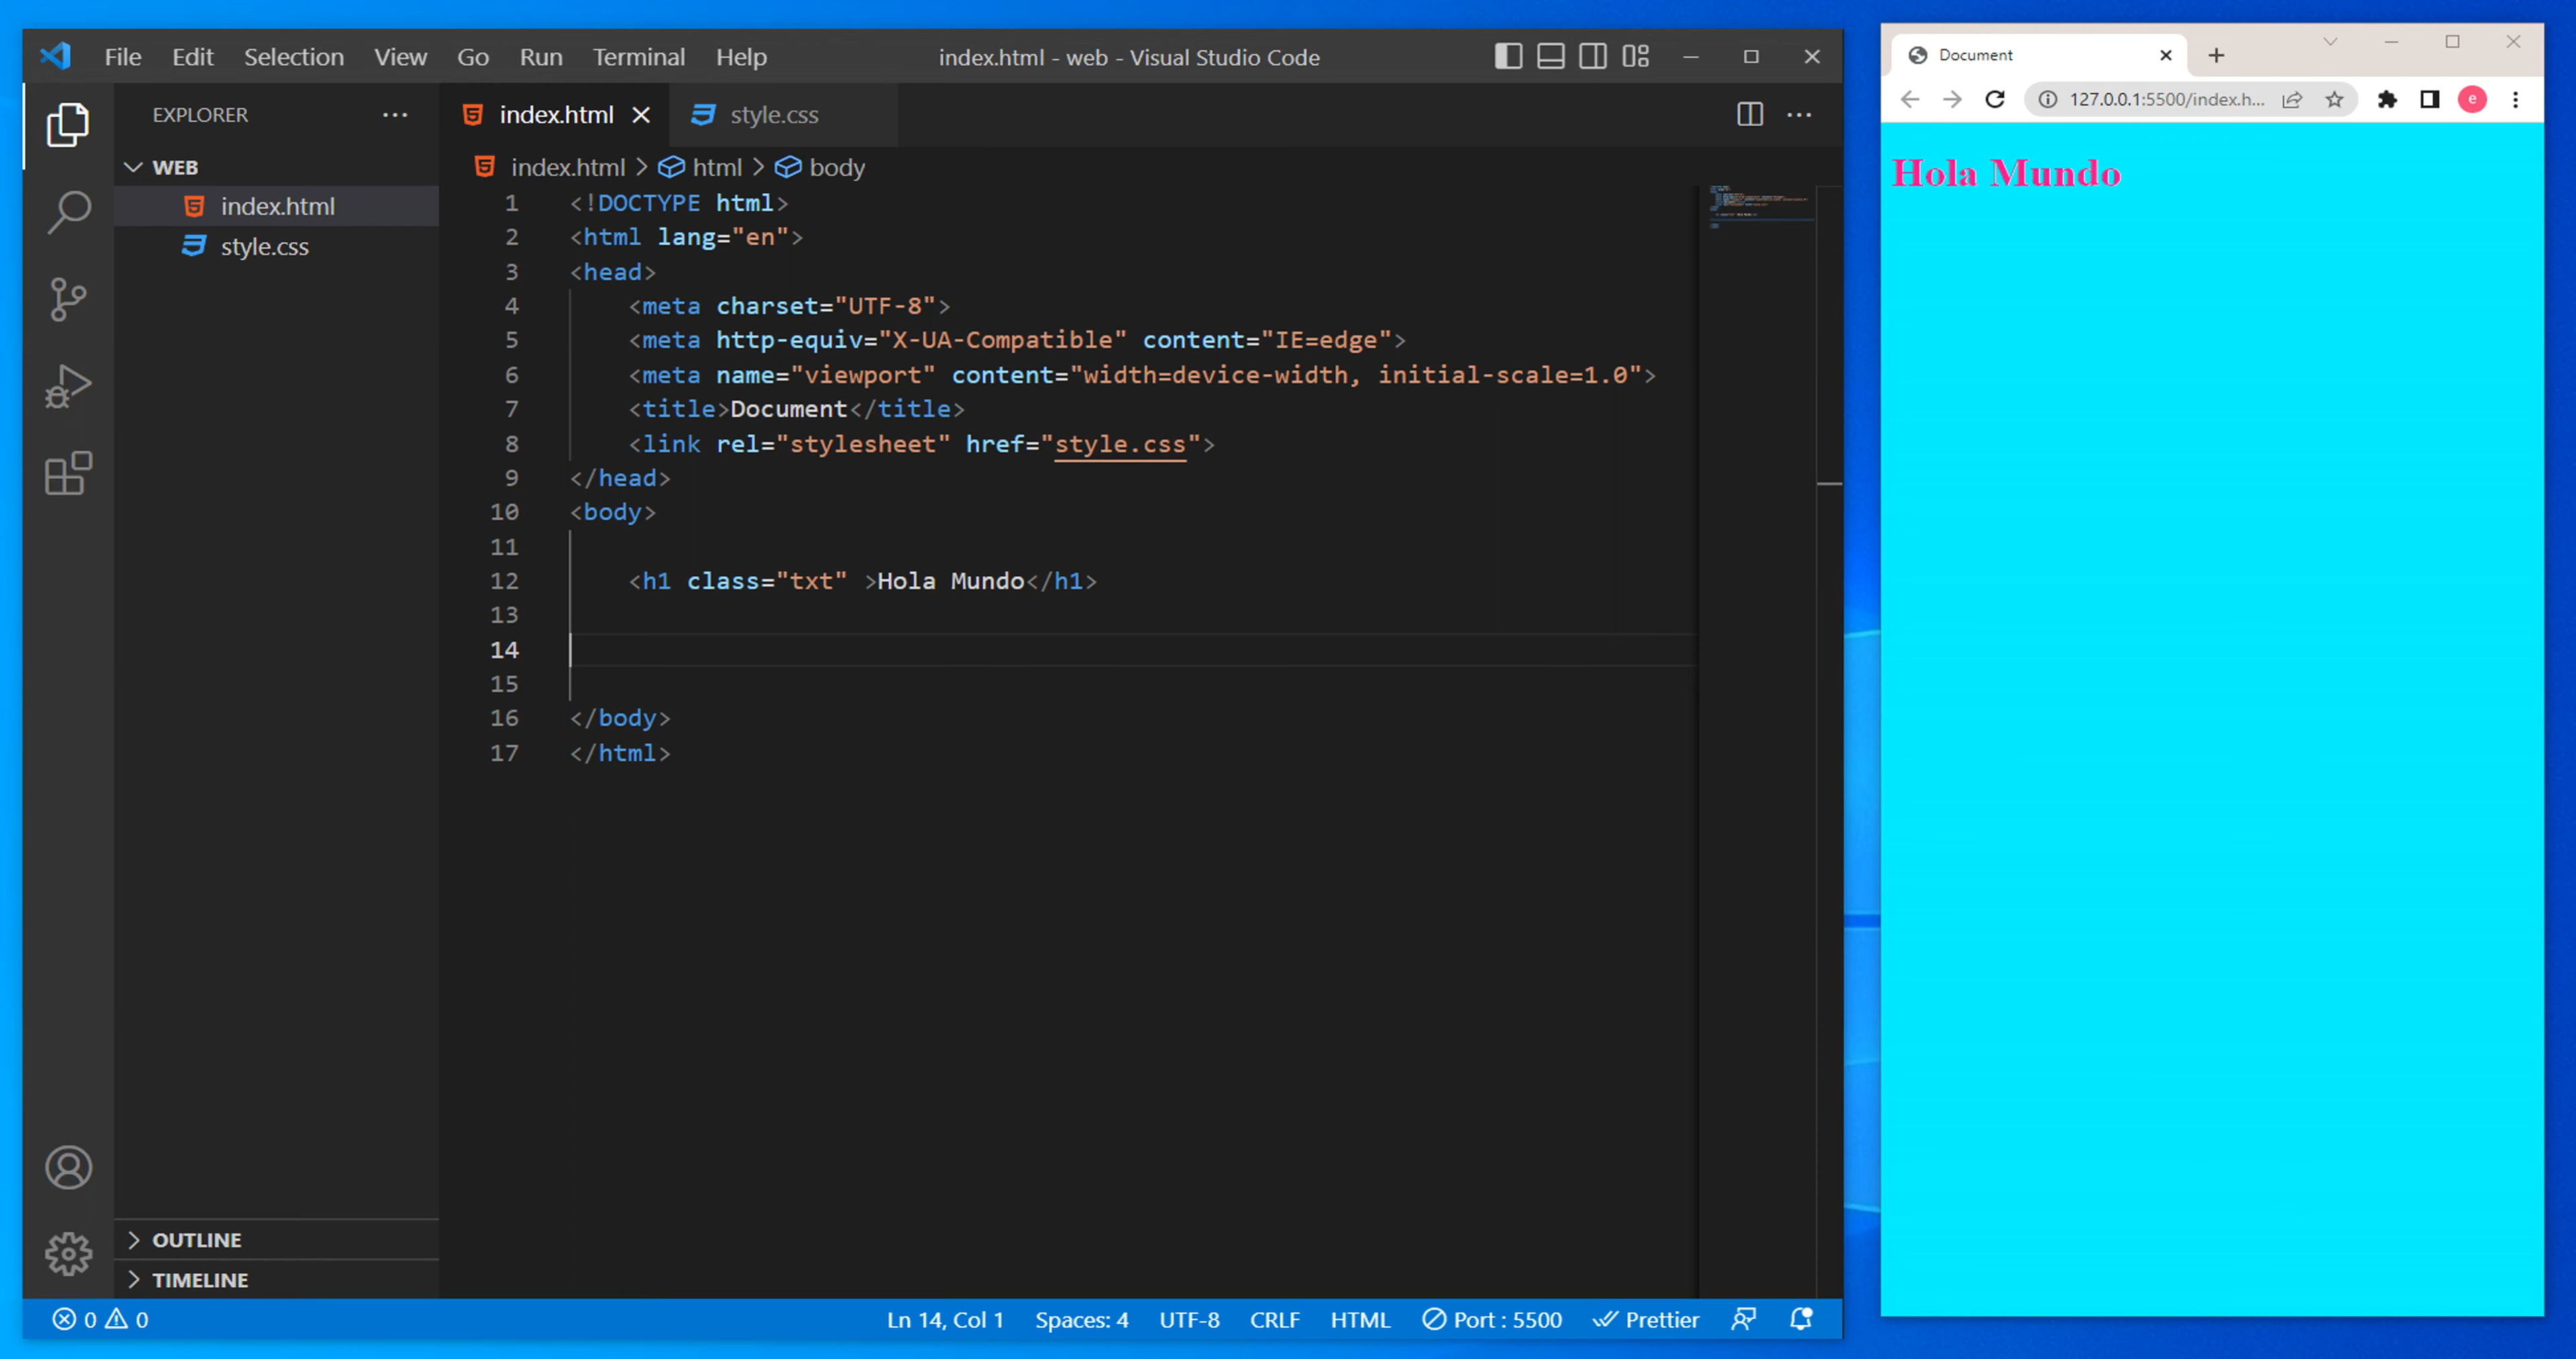 File Edit Selection View Go Run Terminal Help
index.html - web - Visual Studio Code
EXPLORER
WEB
index.html
style.css
OUTLINE
TIMELINE
index.html style.css
index.html > html > body
1 <!DOCTYPE html>
2 <html lang="en">
3 <head>
4 <meta charset="UTF-8">
5 <meta http-equiv="X-UA-Compatible" content="IE=edge">
6 <meta name="viewport" content="width=device-width, initial-scale=1.0">
7 <title>Document</title>
8 <link rel="stylesheet" href="style.css">
9 </head>
10 <body>
11
12 <h1 class="txt" >Hola Mundo</h1>
13
14
15
16 </body>
17 </html>
0 0
Ln 14, Col 1 Spaces: 4 UTF-8 CRLF HTML Port : 5500 Prettier
Document
127.0.0.1:5500/index.h...
e
Hola Mundo